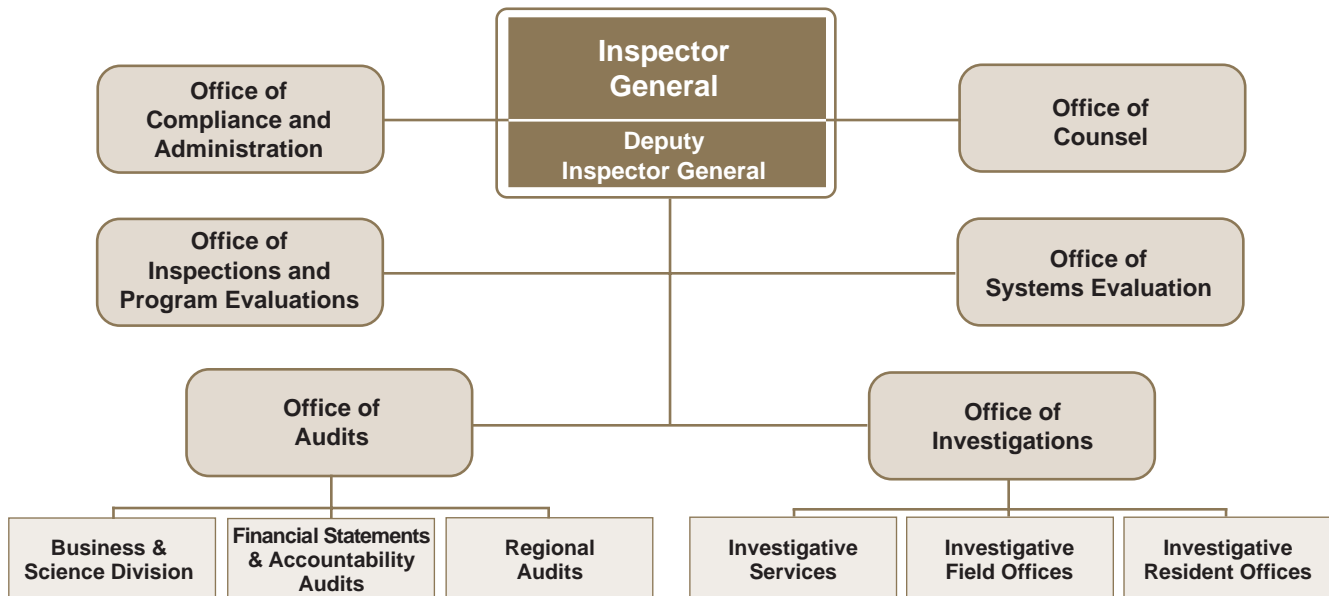 Inspector
General
Deputy
Inspector General
Office of
Compliance and
Administration
Office of
Counsel
Office of
Inspections and
Program Evaluations
Office of
Systems Evaluation
Office of
Audits
Office of
Investigations
Business &
Science Division
Financial Statements
& Accountability
Audits
Regional
Audits
Investigative
Services
Investigative
Field Offices
Investigative
Resident Offices